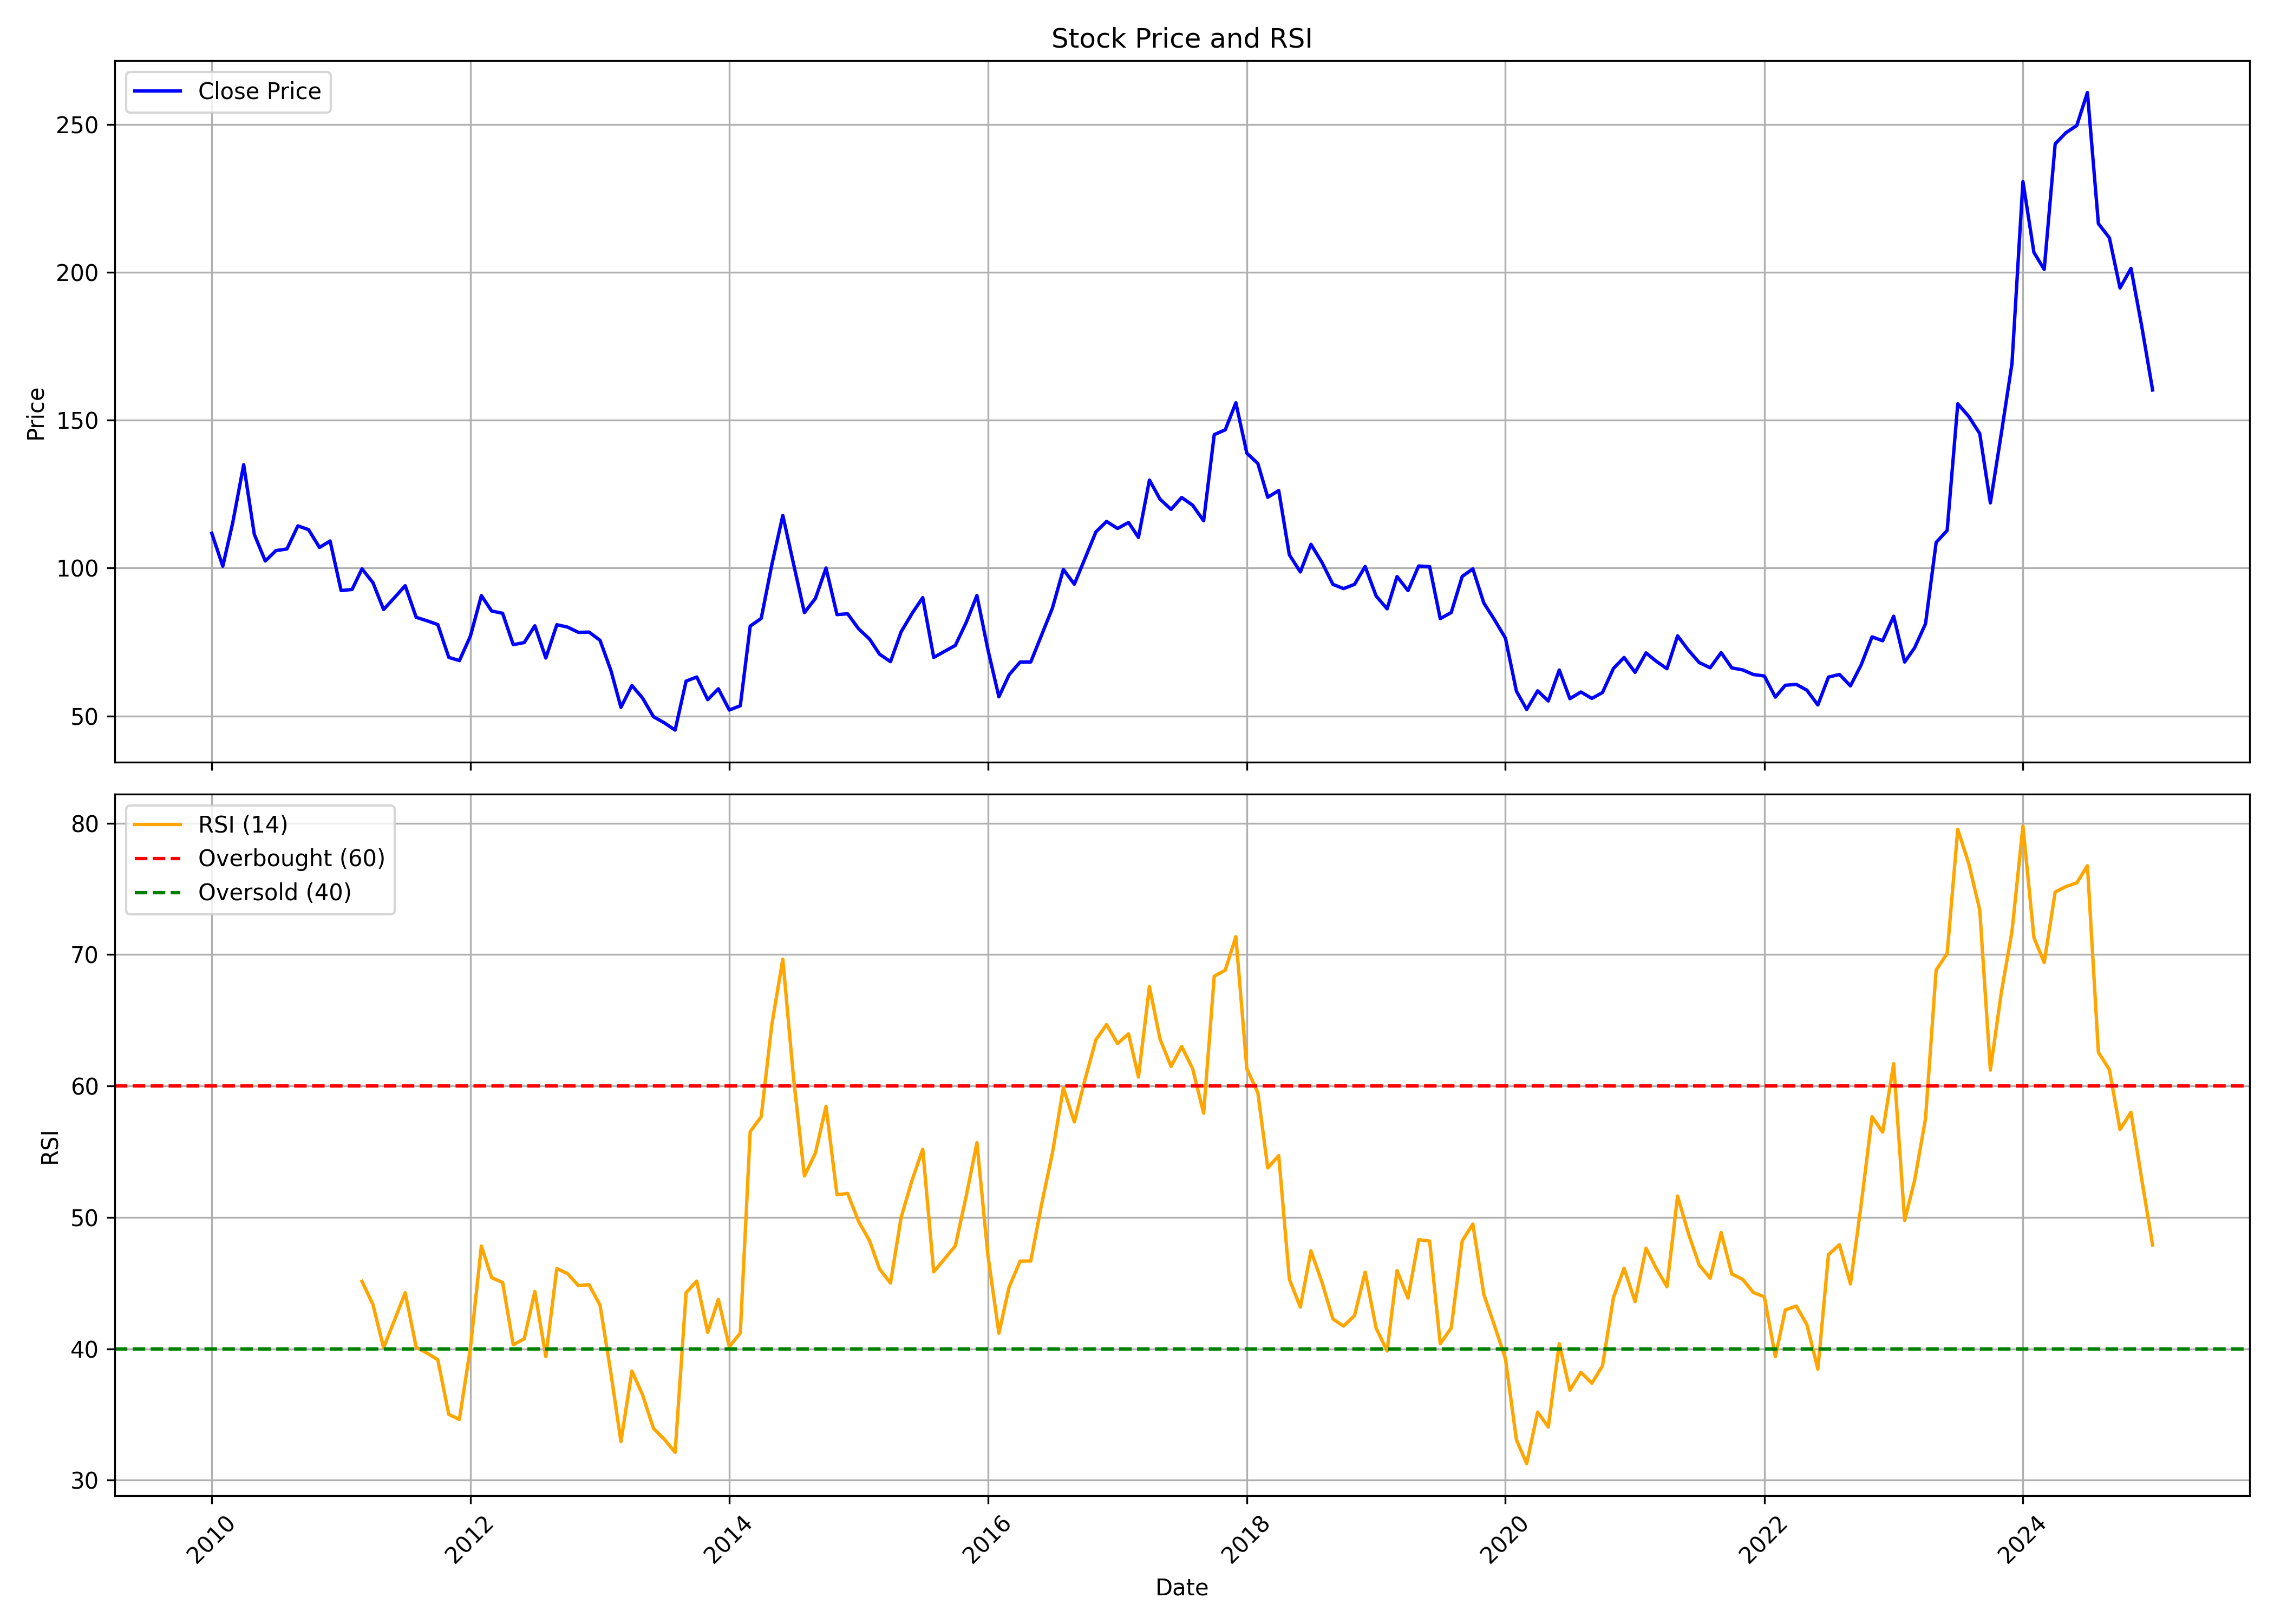 Stock Price and RSI
Close Price
250
200
150
100
50
Price
RSI (14)
Overbought (60)
Oversold (40)
80
70
60
50
40
30
RSI
2010 2012 2014 2016 2018 2020 2022 2024
Date